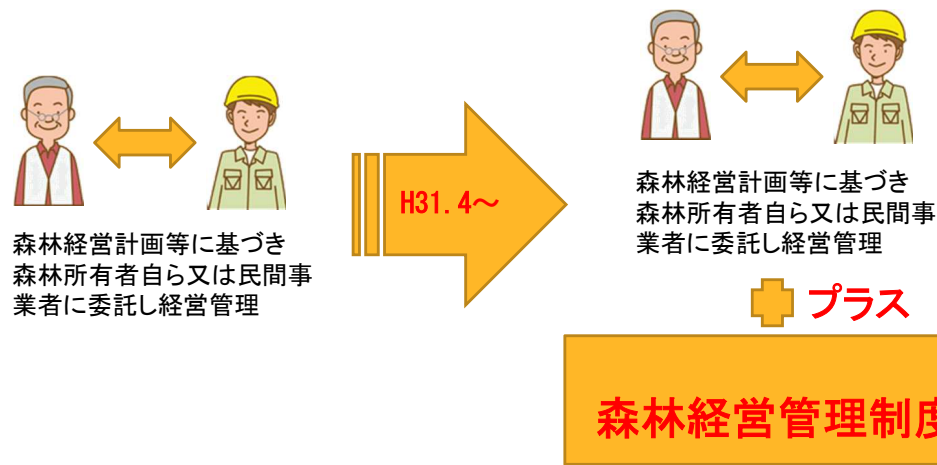 森林経営計画等に基づき
森林所有者自ら又は民間事
業者に委託し経営管理
H31.4～
森林経営計画等に基づき
森林所有者自ら又は民間事
業者に委託し経営管理
プラス
森林経営管理制度